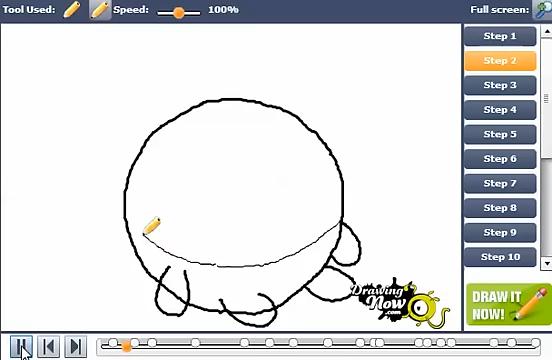 Tool Used:
Speed:
100%
Full screen:
Step 1
Step 2
Step 3
Step 4
Step 5
Step 6
Step 7
Step 8
Step 9
Step 10
Drawing
Now
.com
DRAW IT
NOW!